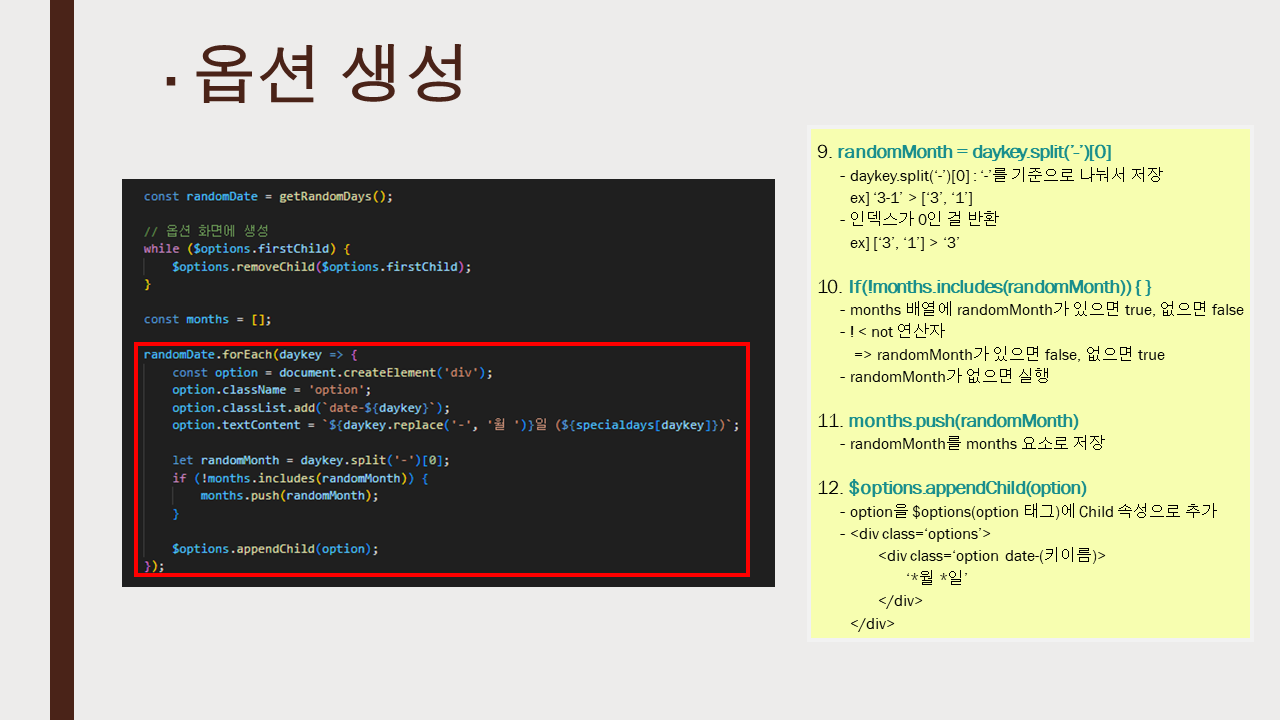 ▪ 옵션 생성
const randomDate = getRandomDays();
// 옵션 화면에 생성
while ($options.firstChild) {
$options.removeChild($options.firstChild);
}
const months = [];
randomDate.forEach(daykey => {
const option = document.createElement('div');
option.className = 'option';
option.classList.add(`date-${daykey}`);
option.textContent = `${daykey.replace('-', '월 ')}일 (${specialdays[daykey]})`;
let randomMonth = daykey.split('-')[0];
if (!months.includes(randomMonth)) {
months.push(randomMonth);
}
$options.appendChild(option);
});
9. randomMonth = daykey.split('-')[0]
- daykey.split(‘-’)[0] : ‘-’를 기준으로 나눠서 저장
ex] ‘3-1’ > [‘3’, ‘1’]
- 인덱스가 0인 걸 반환
ex] [‘3’, ‘1’] > ‘3’
10. If(!months.includes(randomMonth)) { }
- months 배열에 randomMonth가 있으면 true, 없으면 false
- ! < not 연산자
=> randomMonth가 있으면 false, 없으면 true
- randomMonth가 없으면 실행
11. months.push(randomMonth)
- randomMonth를 months 요소로 저장
12. $options.appendChild(option)
- option을 $options(option 태그)에 Child 속성으로 추가
- <div class=‘options’>
<div class=‘option date-(키이름)>
‘*월 *일’
</div>
</div>